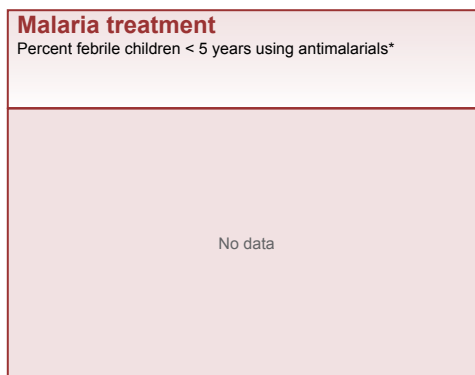 Malaria treatment
Percent febrile children < 5 years using antimalarials*
No data